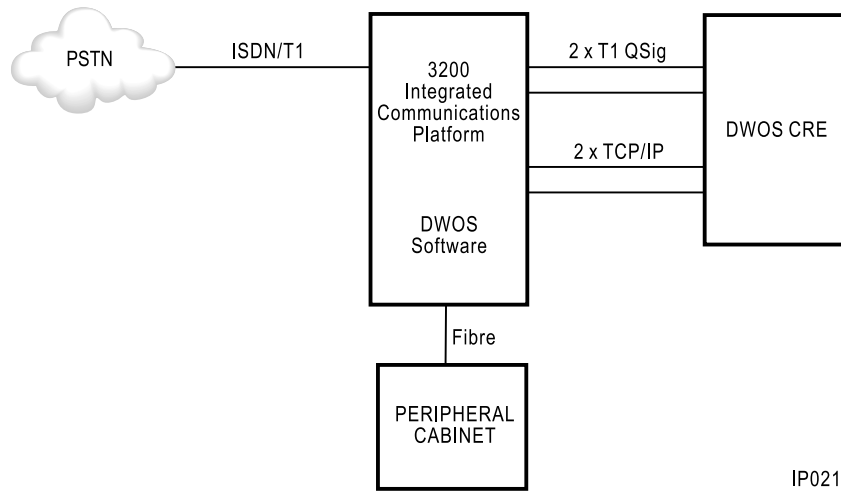 PSTN
ISDN/T1
3200
Integrated
Communications
Platform
DWOS
Software
2 x T1 QSig
2 x TCP/IP
DWOS CRE
Fibre
PERIPHERAL
CABINET
IP021